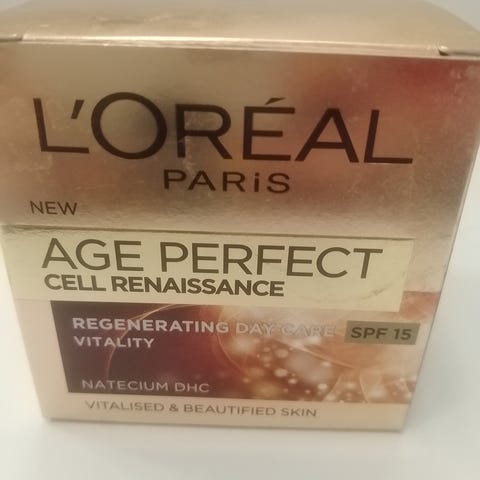 L'ORÉAL
PARiS
NEW
AGE PERFECT
CELL RENAISSANCE
REGENERATING DAY CARE SPF 15
VITALITY
NATECIUM DHC
VITALISED & BEAUTIFIED SKIN